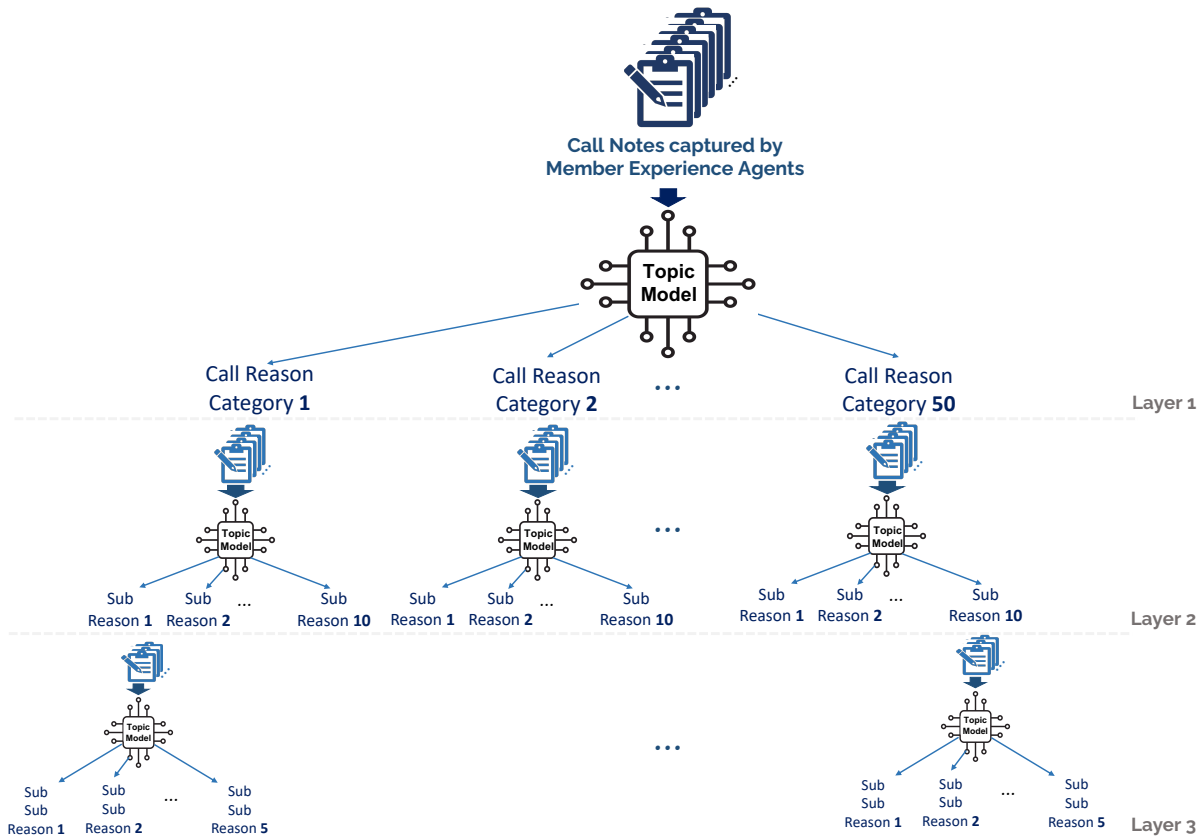 Call Notes captured by
Member Experience Agents
Topic
Model
Call Reason
Category 1
Call Reason
Category 2
...
Call Reason
Category 50
Layer 1
Topic
Model
Topic
Model
...
Topic
Model
Sub
Reason 1
Sub
Reason 2
...
Sub
Reason 10
Sub
Reason 1
Sub
Reason 2
...
Sub
Reason 10
Sub
Reason 1
Sub
Reason 2
...
Sub
Reason 10
Layer 2
Topic
Model
...
Topic
Model
Sub
Sub
Reason 1
Sub
Sub
Reason 2
...
Sub
Sub
Reason 5
Sub
Sub
Reason 1
Sub
Sub
Reason 2
...
Sub
Sub
Reason 5
Layer 3